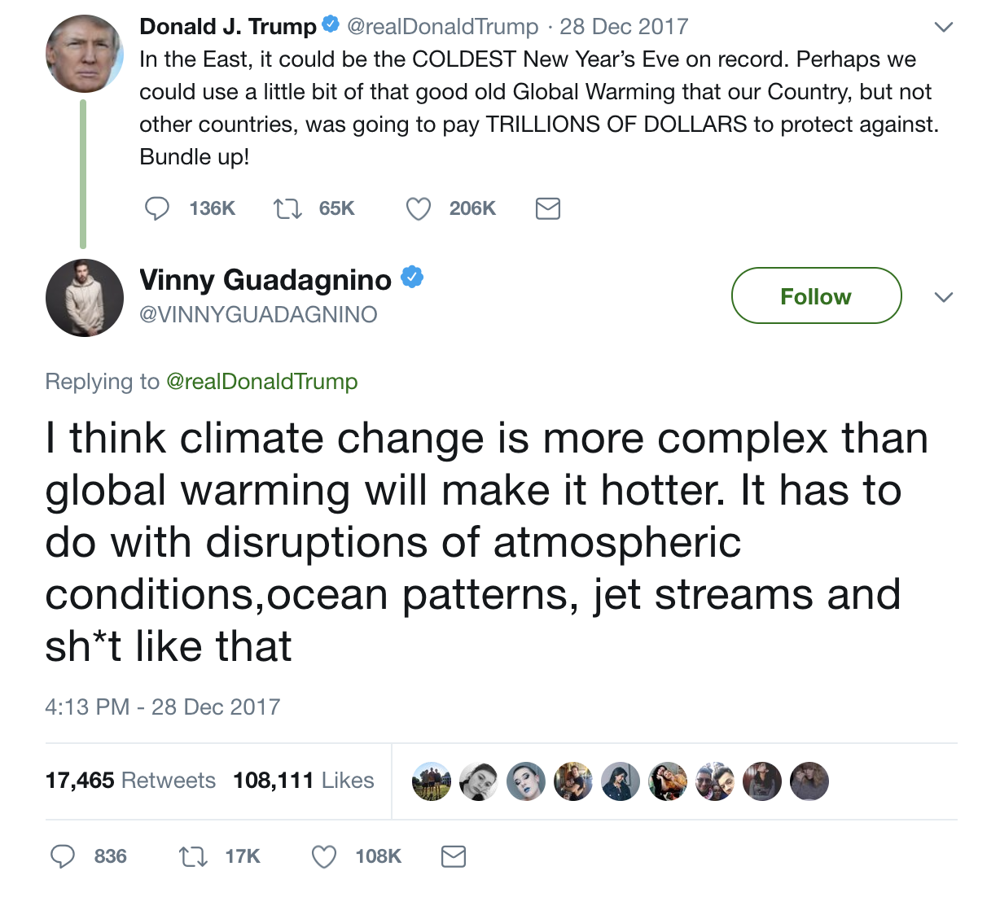 Donald J. Trump @realDonaldTrump · 28 Dec 2017
In the East, it could be the COLDEST New Year’s Eve on record. Perhaps we
could use a little bit of that good old Global Warming that our Country, but not
other countries, was going to pay TRILLIONS OF DOLLARS to protect against.
Bundle up!
136K 65K 206K
Vinny Guadagnino
@VINNYGUADAGNINO
Follow
Replying to @realDonaldTrump
I think climate change is more complex than
global warming will make it hotter. It has to
do with disruptions of atmospheric
conditions,ocean patterns, jet streams and
sh*t like that
4:13 PM - 28 Dec 2017
17,465 Retweets 108,111 Likes
836 17K 108K